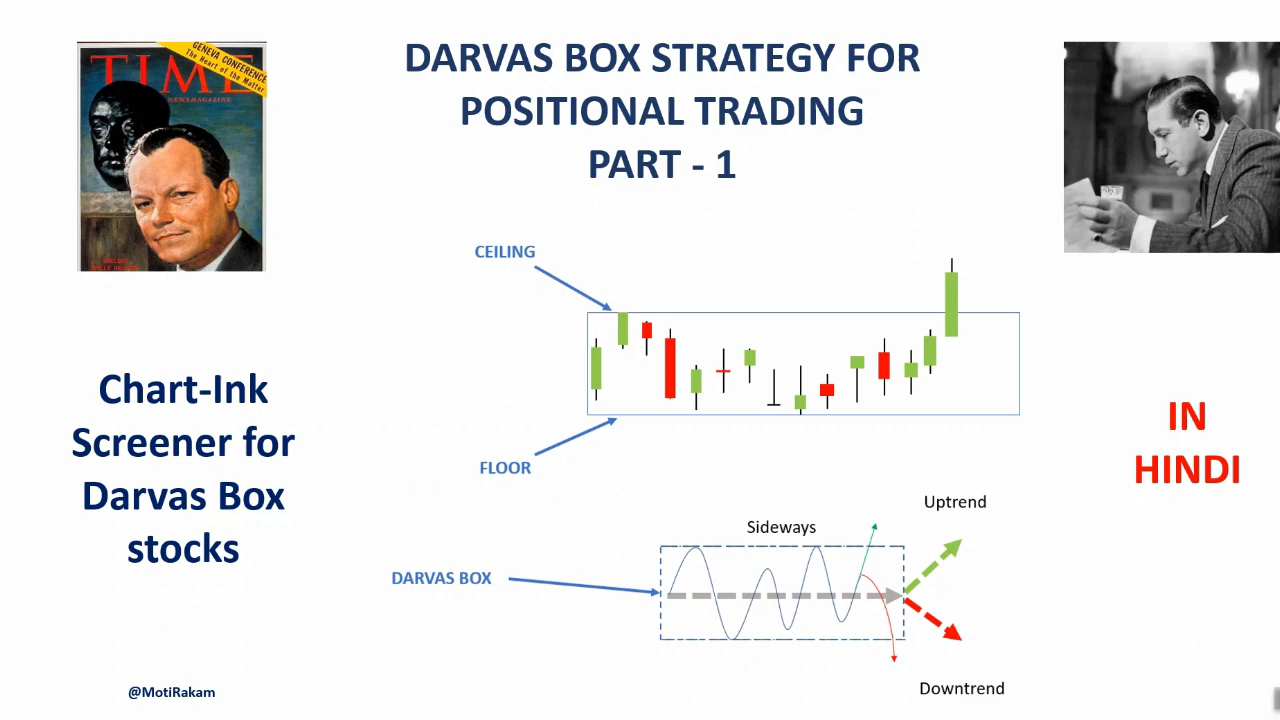 GENEVA CONFERENCE
The Heart of the Matter
TIME
NEWSMAGAZINE
DARVAS BOX STRATEGY FOR
POSITIONAL TRADING
PART - 1
CEILING
Chart-Ink
Screener for
Darvas Box
stocks
FLOOR
IN
HINDI
Uptrend
Sideways
DARVAS BOX
Downtrend
@MotiRakam